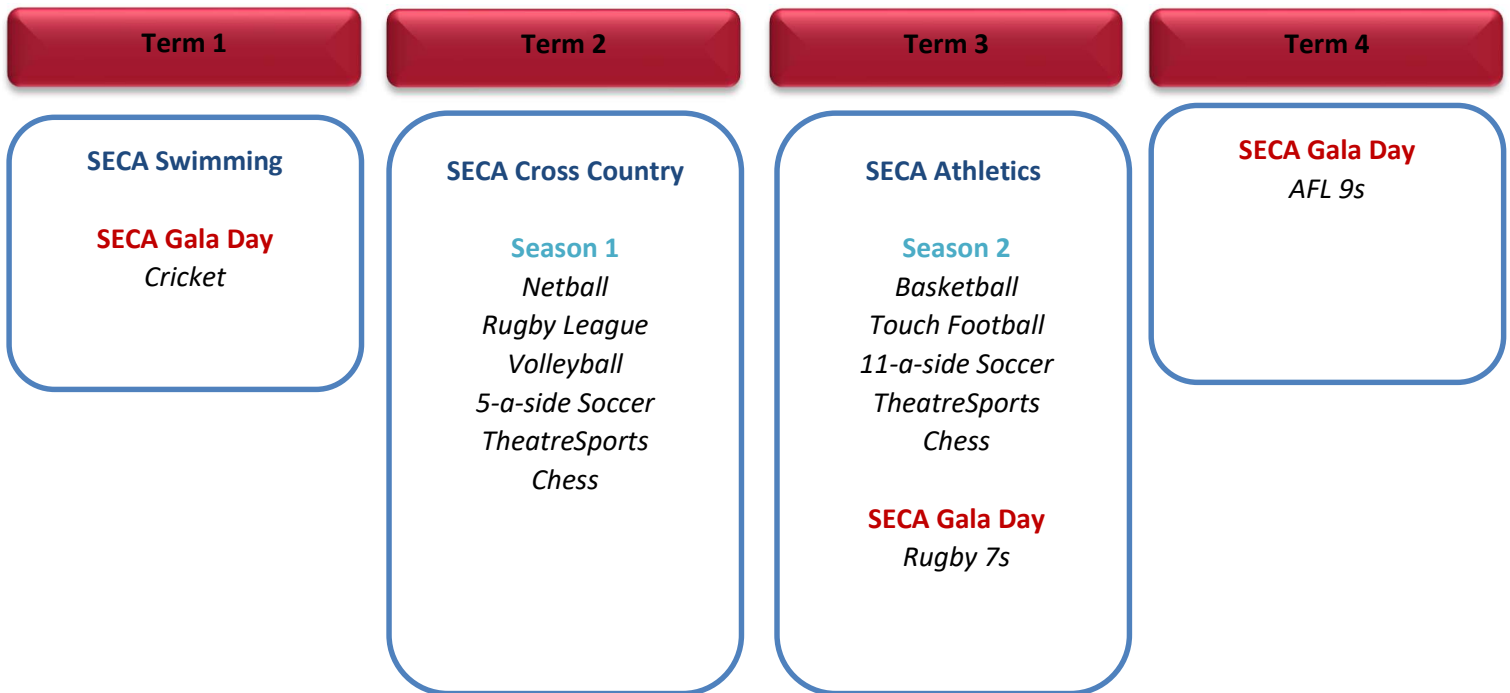 Term 1
Term 2
Term 3
Term 4
SECA Swimming
SECA Gala Day
Cricket
SECA Cross Country
Season 1
Netball
Rugby League
Volleyball
5-a-side Soccer
TheatreSports
Chess
SECA Athletics
Season 2
Basketball
Touch Football
11-a-side Soccer
TheatreSports
Chess
SECA Gala Day
Rugby 7s
SECA Gala Day
AFL 9s